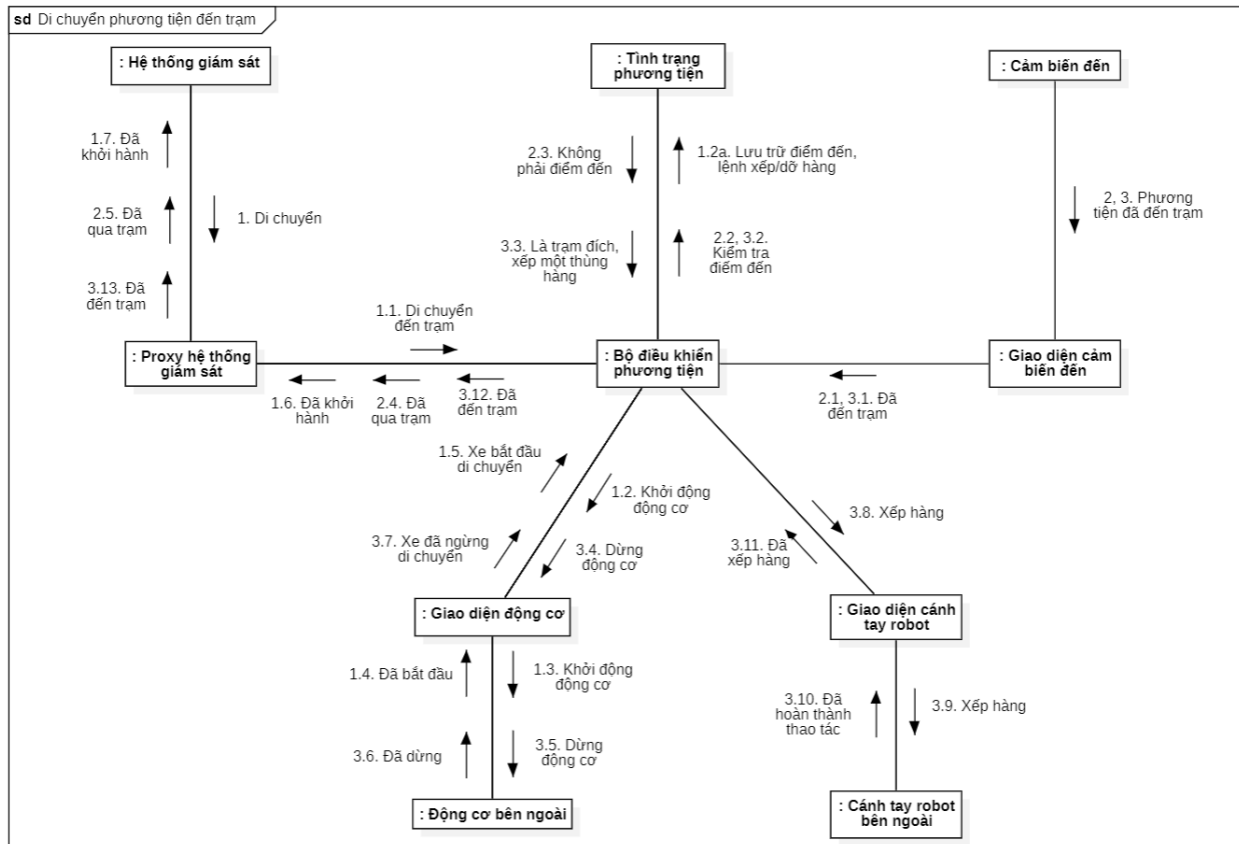 sd Di chuyển phương tiện đến trạm
: Hệ thống giám sát
: Tình trạng
phương tiện
: Cảm biến đến
1.7. Đã
khởi hành
2.3. Không
phải điểm đến
1.2a. Lưu trữ điểm đến,
lệnh xếp/dỡ hàng
2.5. Đã
qua trạm
1. Di chuyển
2, 3. Phương
tiện đã đến trạm
3.3. Là trạm đích,
xếp một thùng
hàng
2.2, 3.2.
Kiểm tra
điểm đến
3.13. Đã
đến trạm
1.1. Di chuyển
đến trạm
: Proxy hệ thống
giám sát
: Bộ điều khiển
phương tiện
: Giao diện cảm
biến đến
1.6. Đã khởi
hành
2.4. Đã
qua trạm
3.12. Đã
đến trạm
2.1, 3.1. Đã
đến trạm
1.5. Xe bắt đầu
di chuyển
1.2. Khởi động
động cơ
3.8. Xếp hàng
3.7. Xe đã ngừng
di chuyển
3.4. Dừng
động cơ
3.11. Đã
xếp hàng
: Giao diện động cơ
: Giao diện cánh
tay robot
1.4. Đã bắt đầu
1.3. Khởi động
động cơ
3.10. Đã
hoàn thành
thao tác
3.9. Xếp hàng
3.6. Đã dừng
3.5. Dừng
động cơ
: Động cơ bên ngoài
: Cánh tay robot
bên ngoài